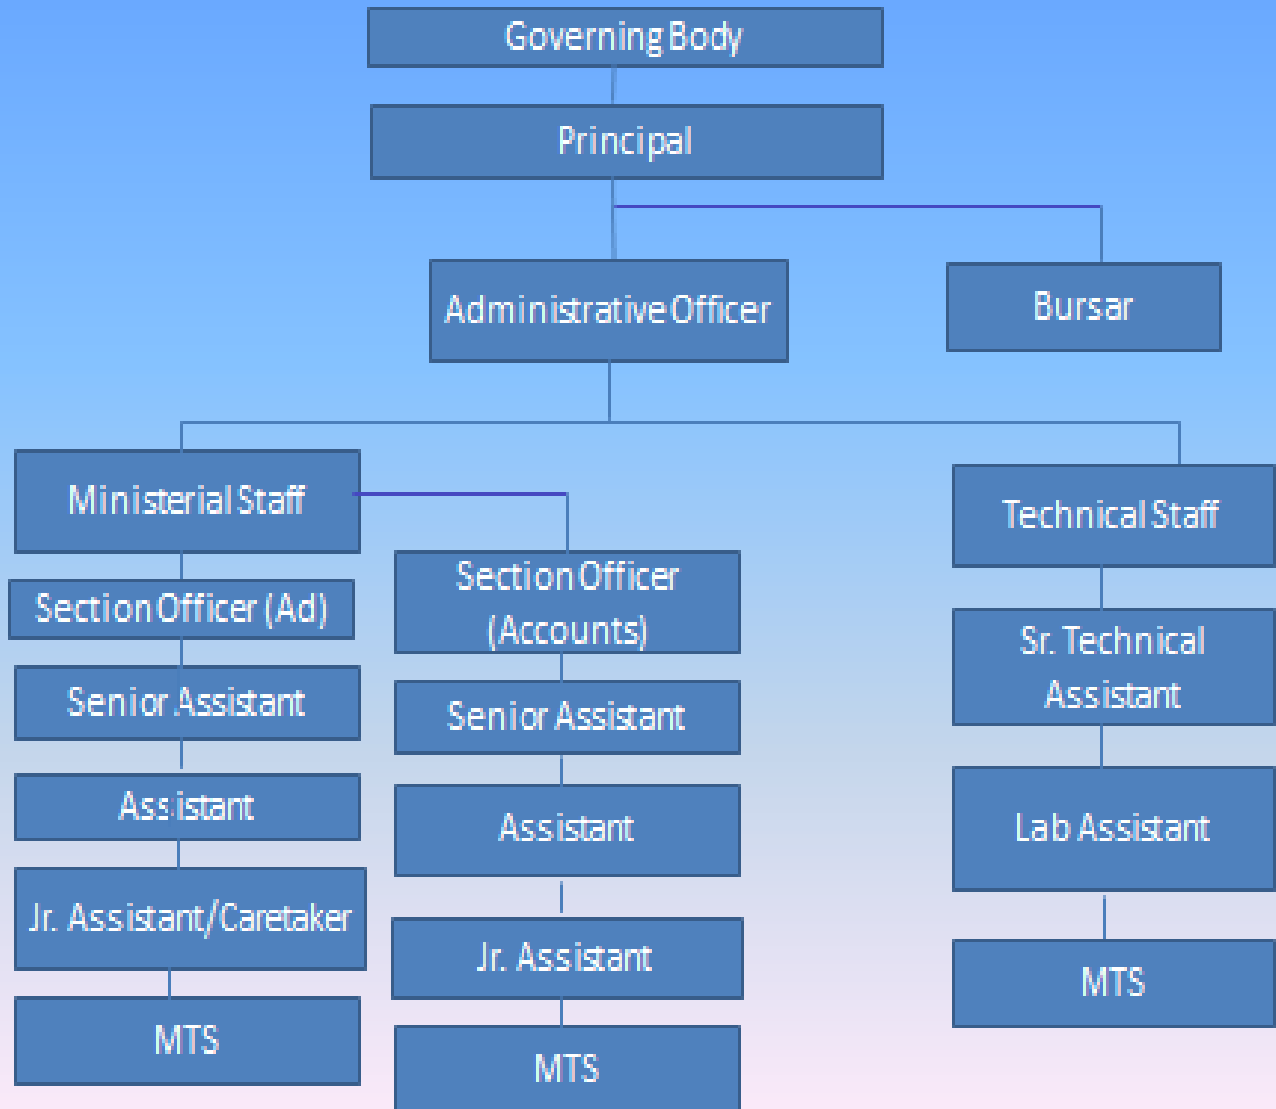 Governing Body
Principal
Administrative Officer
Bursar
Ministerial Staff
Section Officer (Ad)
Senior Assistant
Assistant
Jr. Assistant/Caretaker
MTS
Section Officer
(Accounts)
Senior Assistant
Assistant
Jr. Assistant
MTS
Technical Staff
Sr. Technical
Assistant
Lab Assistant
MTS